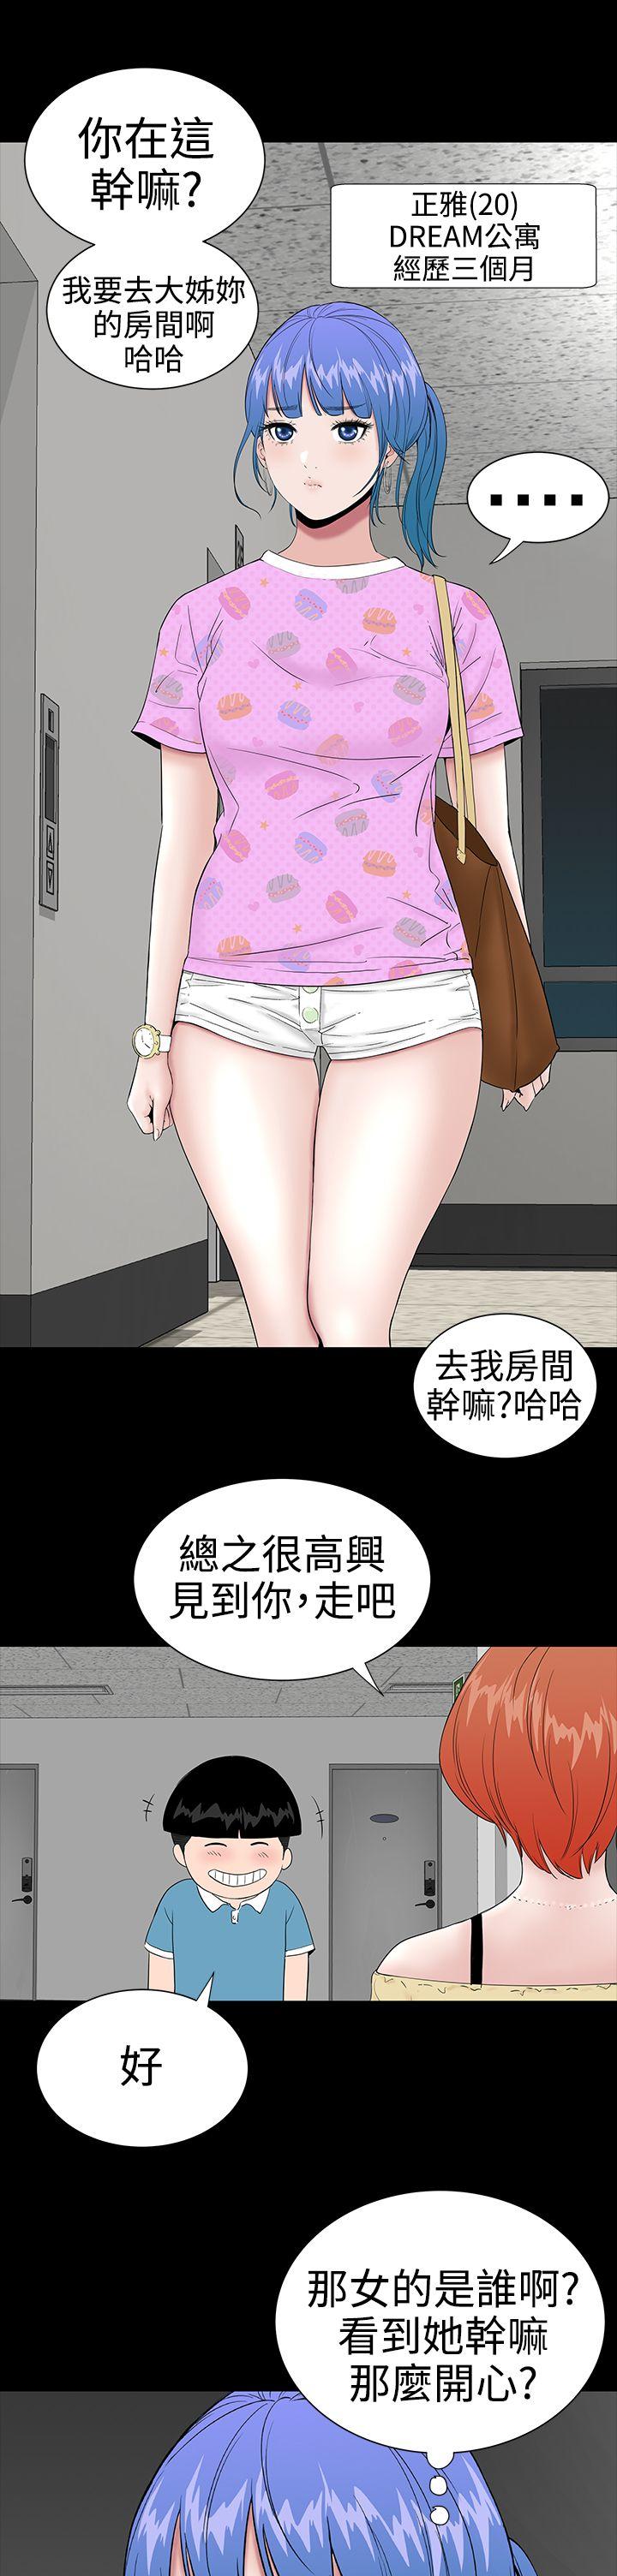 你在這
幹嘛?
正雅(20)
DREAM公寓
經歷三個月
我要去大姊妳
的房間啊
哈哈
....
去我房間
幹嘛?哈哈
總之很高興
見到你,走吧
好
那女的是誰啊?
看到她幹嘛
那麼開心?